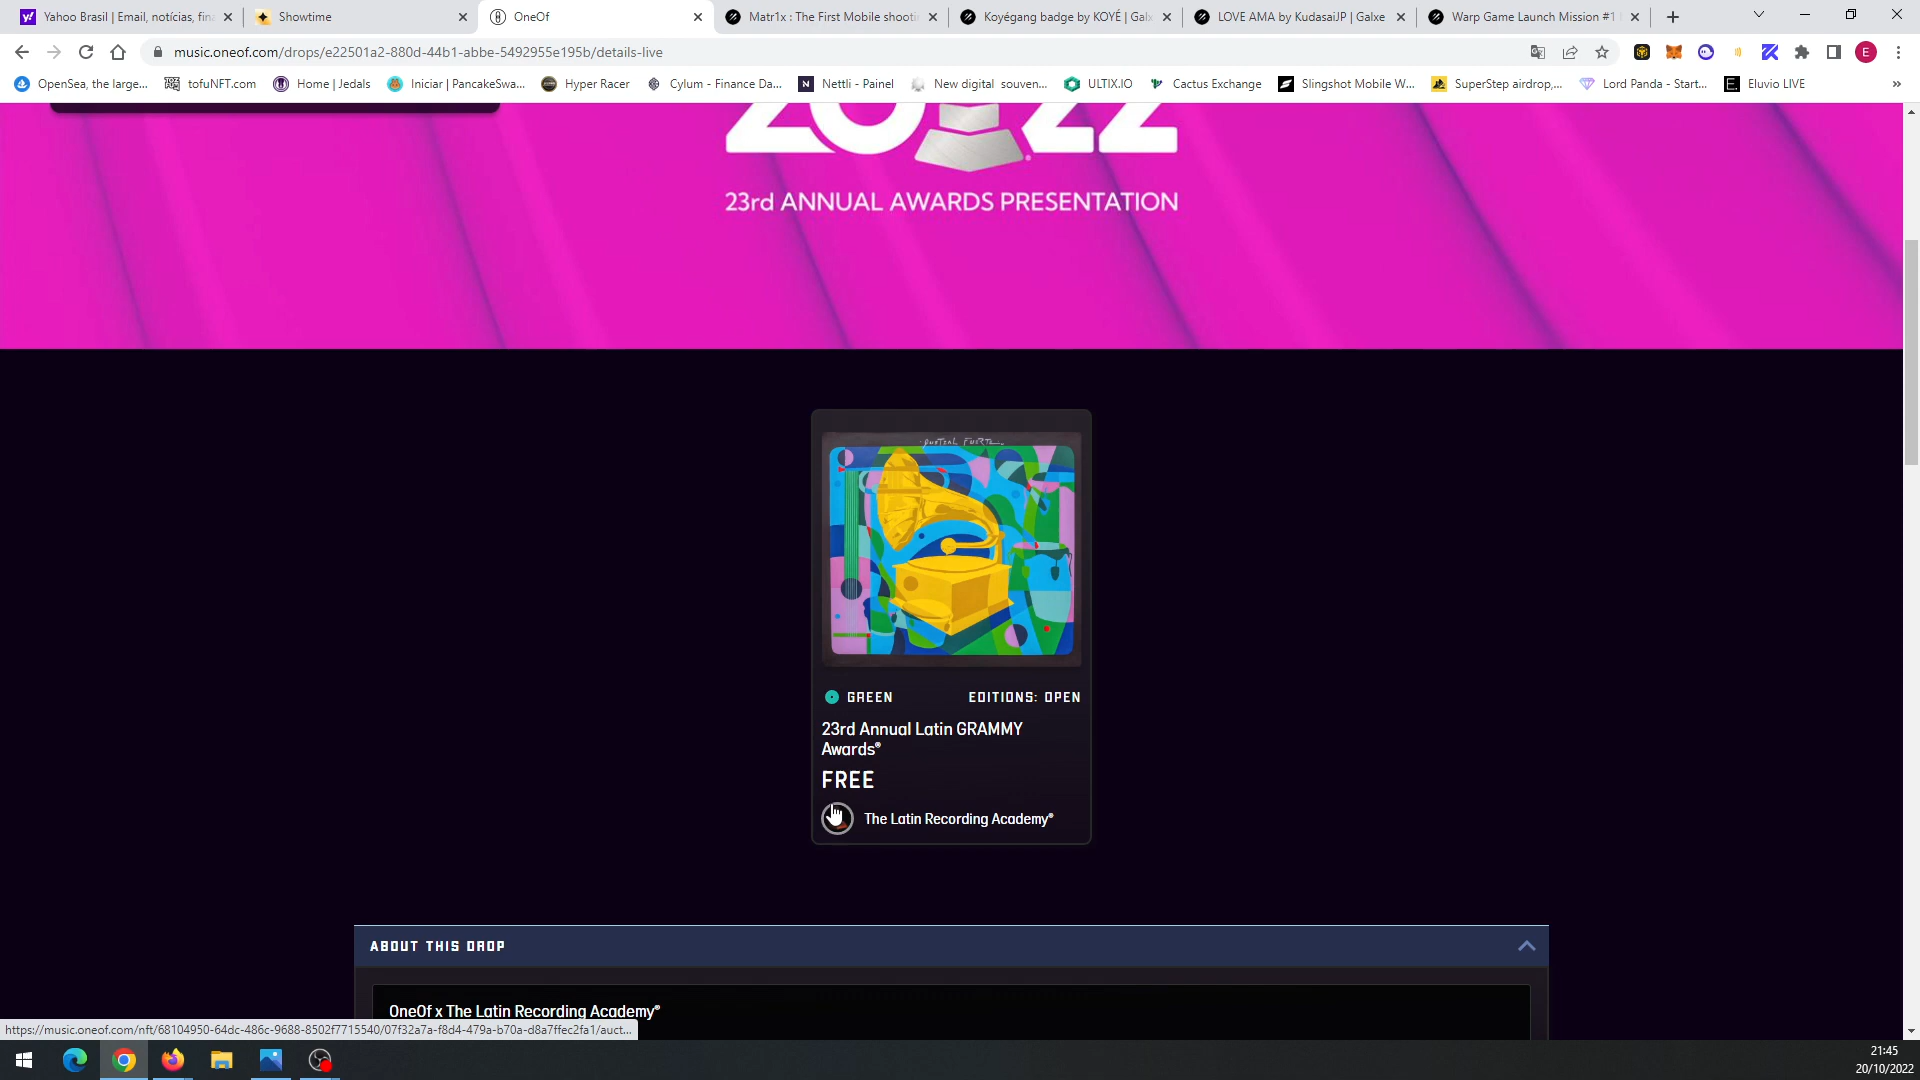 Yahoo Brasil | Email, notícias, fina
Showtime
OneOf
Matr1x : The First Mobile shooti
Koyégang badge by KOYÉ | Gal
LOVE AMA by KudasaiJP | Galxe
Warp Game Launch Mission #1
music.oneof.com/drops/e22501a2-880d-44b1-abbe-5492955e195b/details-live
E
OpenSea, the large...
tofuNFT.com
Home | Jedals
Iniciar | PancakeSwa...
Hyper Racer
Cylum - Finance Da...
Nettli - Painel
New digital souven...
ULTIX.IO
Cactus Exchange
Slingshot Mobile W...
SuperStep airdrop,...
Lord Panda - Start...
Eluvio LIVE
»
2022
23rd ANNUAL AWARDS PRESENTATION
GREEN
EDITIONS: OPEN
23rd Annual Latin GRAMMY
Awards®
FREE
The Latin Recording Academy®
ABOUT THIS DROP
OneOf x The Latin Recording Academy®
https://music.oneof.com/nft/68104950-64dc-486c-9688-8502f7715540/07f32a7a-f8d4-479a-b70a-d8a7ffec2fa1/auct...
21:45
20/10/2022